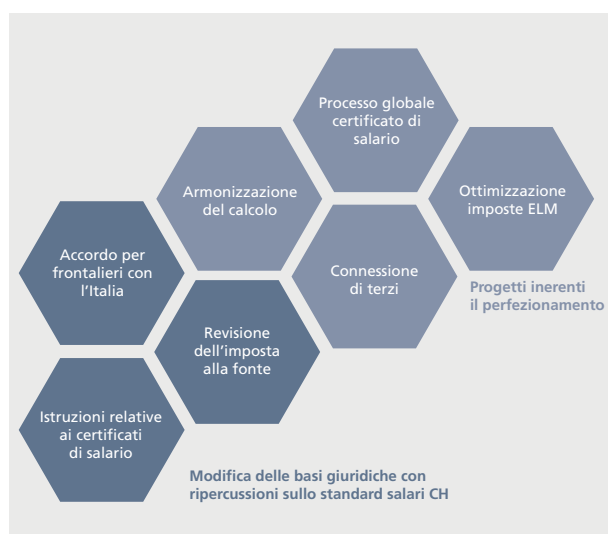 Processo globale
certificato di
salario
Armonizzazione
del calcolo
Ottimizzazione
imposte ELM
Accordo per
frontalieri con
l'Italia
Connessione
di terzi
Progetti inerenti
il perfezionamento
Revisione
dell'imposta
alla fonte
Istruzioni relative
ai certificati
di salario
Modifica delle basi giuridiche con
ripercussioni sullo standard salari CH